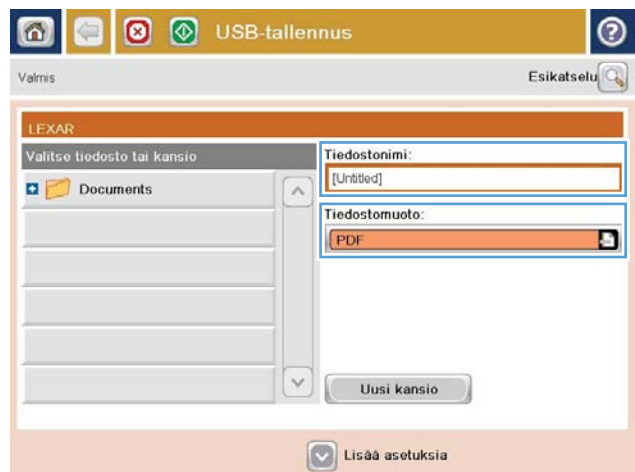 USB-tallennus
Valmis
Esikatselu
LEXAR
Valitse tiedosto tai kansio
Documents
Tiedostonimi:
[Untitled]
Tiedostomuoto:
PDF
Uusi kansio
Lisää asetuksia